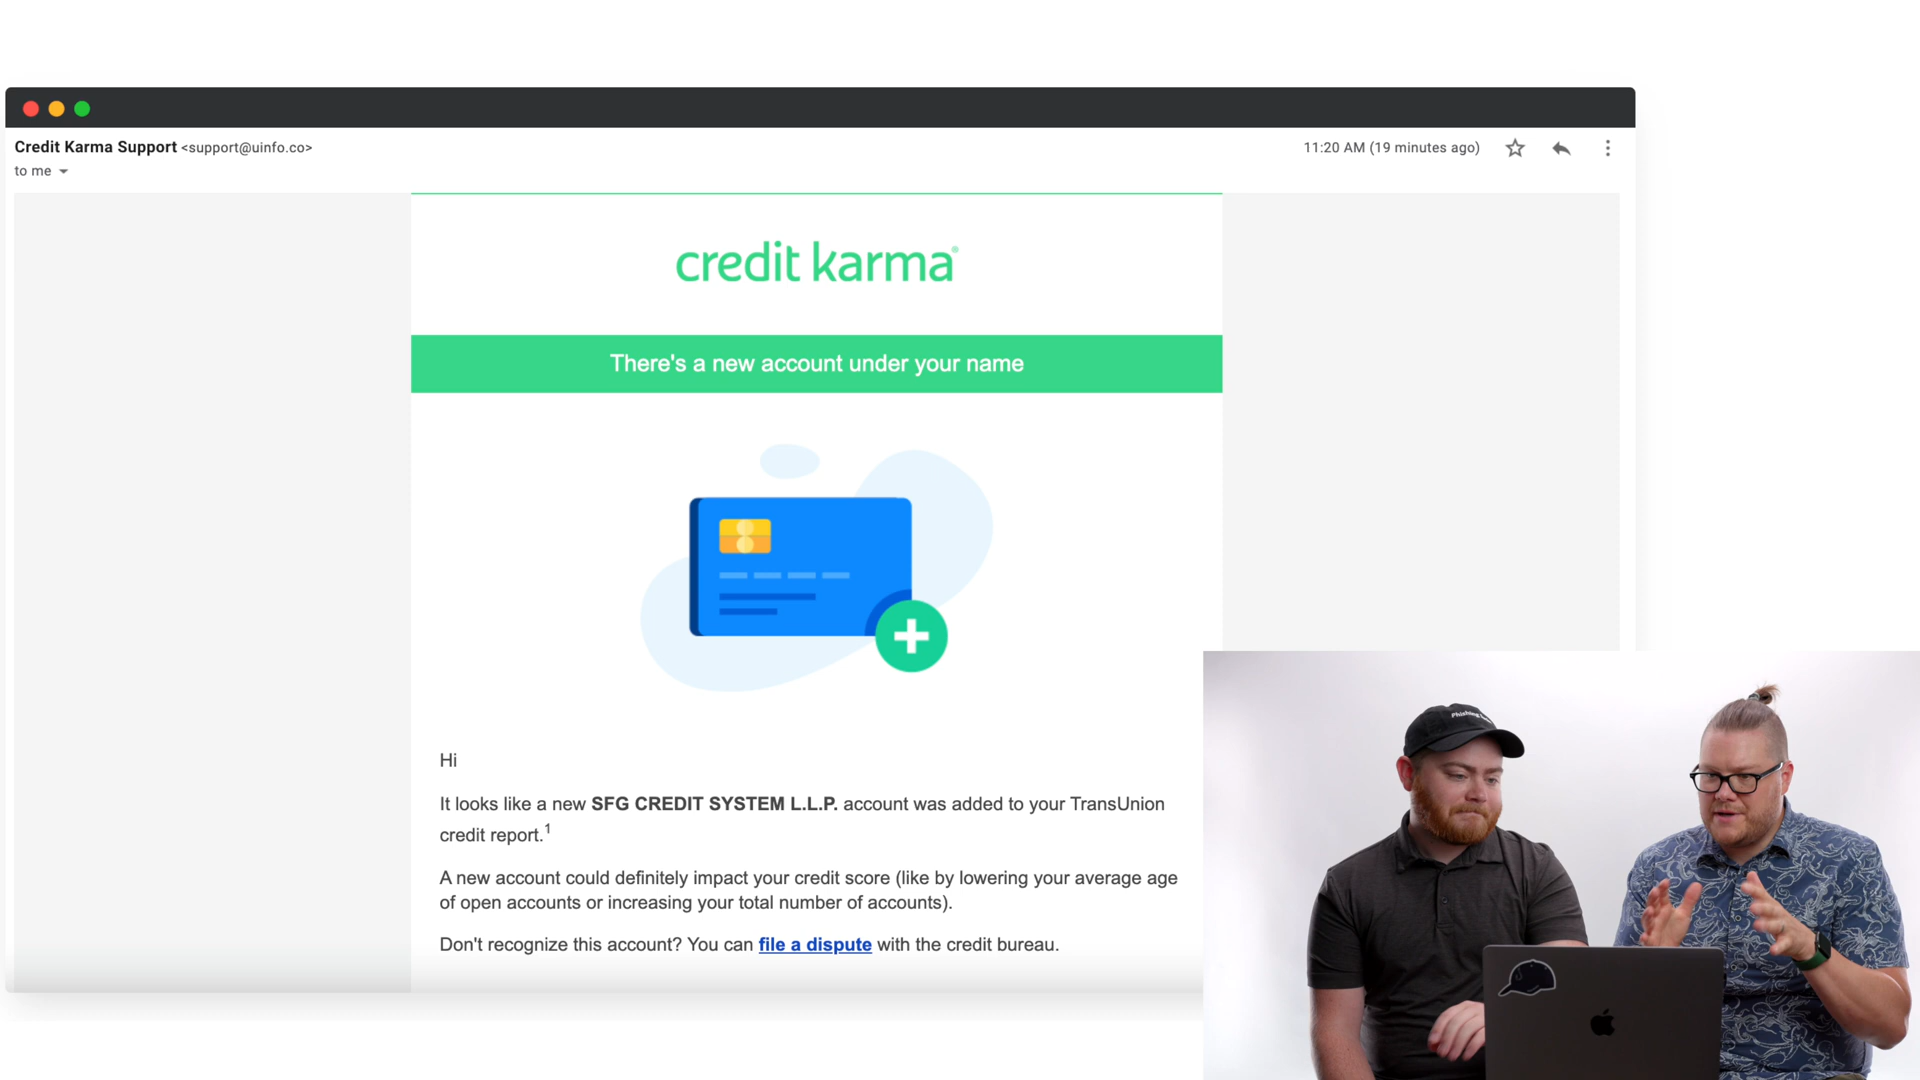 Credit Karma Support <support@uinfo.co>
11:20 AM (19 minutes ago)
to me
credit karma®
There's a new account under your name
Hi
It looks like a new SFG CREDIT SYSTEM L.L.P. account was added to your TransUnion
credit report.1
A new account could definitely impact your credit score (like by lowering your average age
of open accounts or increasing your total number of accounts).
Don't recognize this account? You can file a dispute with the credit bureau.
Phishing